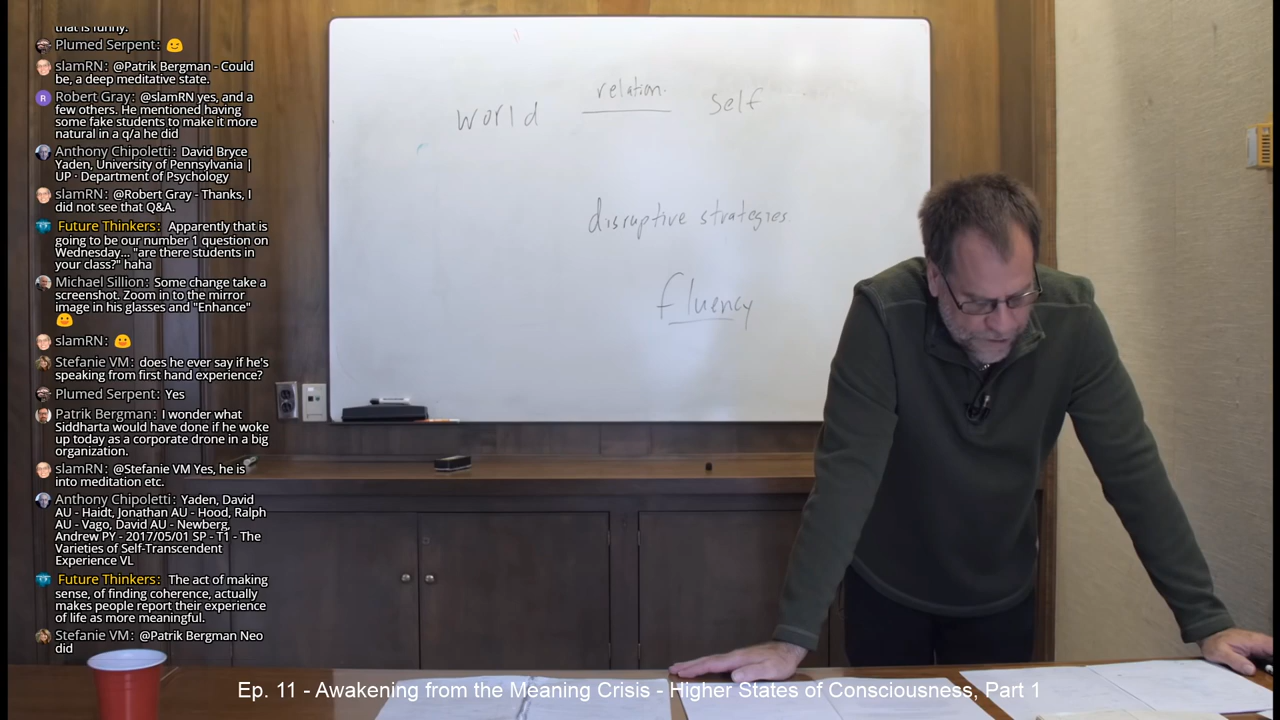 that is funny.
Plumed Serpent: 
slamRN: @Patrik Bergman - Could
be, a deep meditative state.
R
Robert Gray: @slamRN yes, and a
few others. He mentioned having
some fake students to make it more
natural in a q/a he did
Anthony Chipoletti: David Bryce
Yaden, University of Pennsylvania |
UP · Department of Psychology
slamRN: @Robert Gray - Thanks, I
did not see that Q&A.
Future Thinkers: Apparently that is
going to be our number 1 question on
Wednesday... "are there students in
your class?" haha
Michael Sillion: Some change take a
screenshot. Zoom in to the mirror
image in his glasses and "Enhance"
slamRN:
Stefanie VM: does he ever say if he's
speaking from first hand experience?
Plumed Serpent: Yes
Patrik Bergman: I wonder what
Siddharta would have done if he woke
up today as a corporate drone in a big
organization.
slamRN: @Stefanie VM Yes, he is
into meditation etc.
Anthony Chipoletti: Yaden, David
AU - Haidt, Jonathan AU - Hood, Ralph
AU - Vago, David AU - Newberg,
Andrew PY - 2017/05/01 SP - T1 - The
Varieties of Self-Transcendent
Experience VL
Future Thinkers: The act of making
sense, of finding coherence, actually
makes people report their experience
of life as more meaningful.
Stefanie VM: @Patrik Bergman Neo
did
world relation self
disruptive strategies
fluency
Ep. 11 - Awakening from the Meaning Crisis - Higher States of Consciousness, Part 1